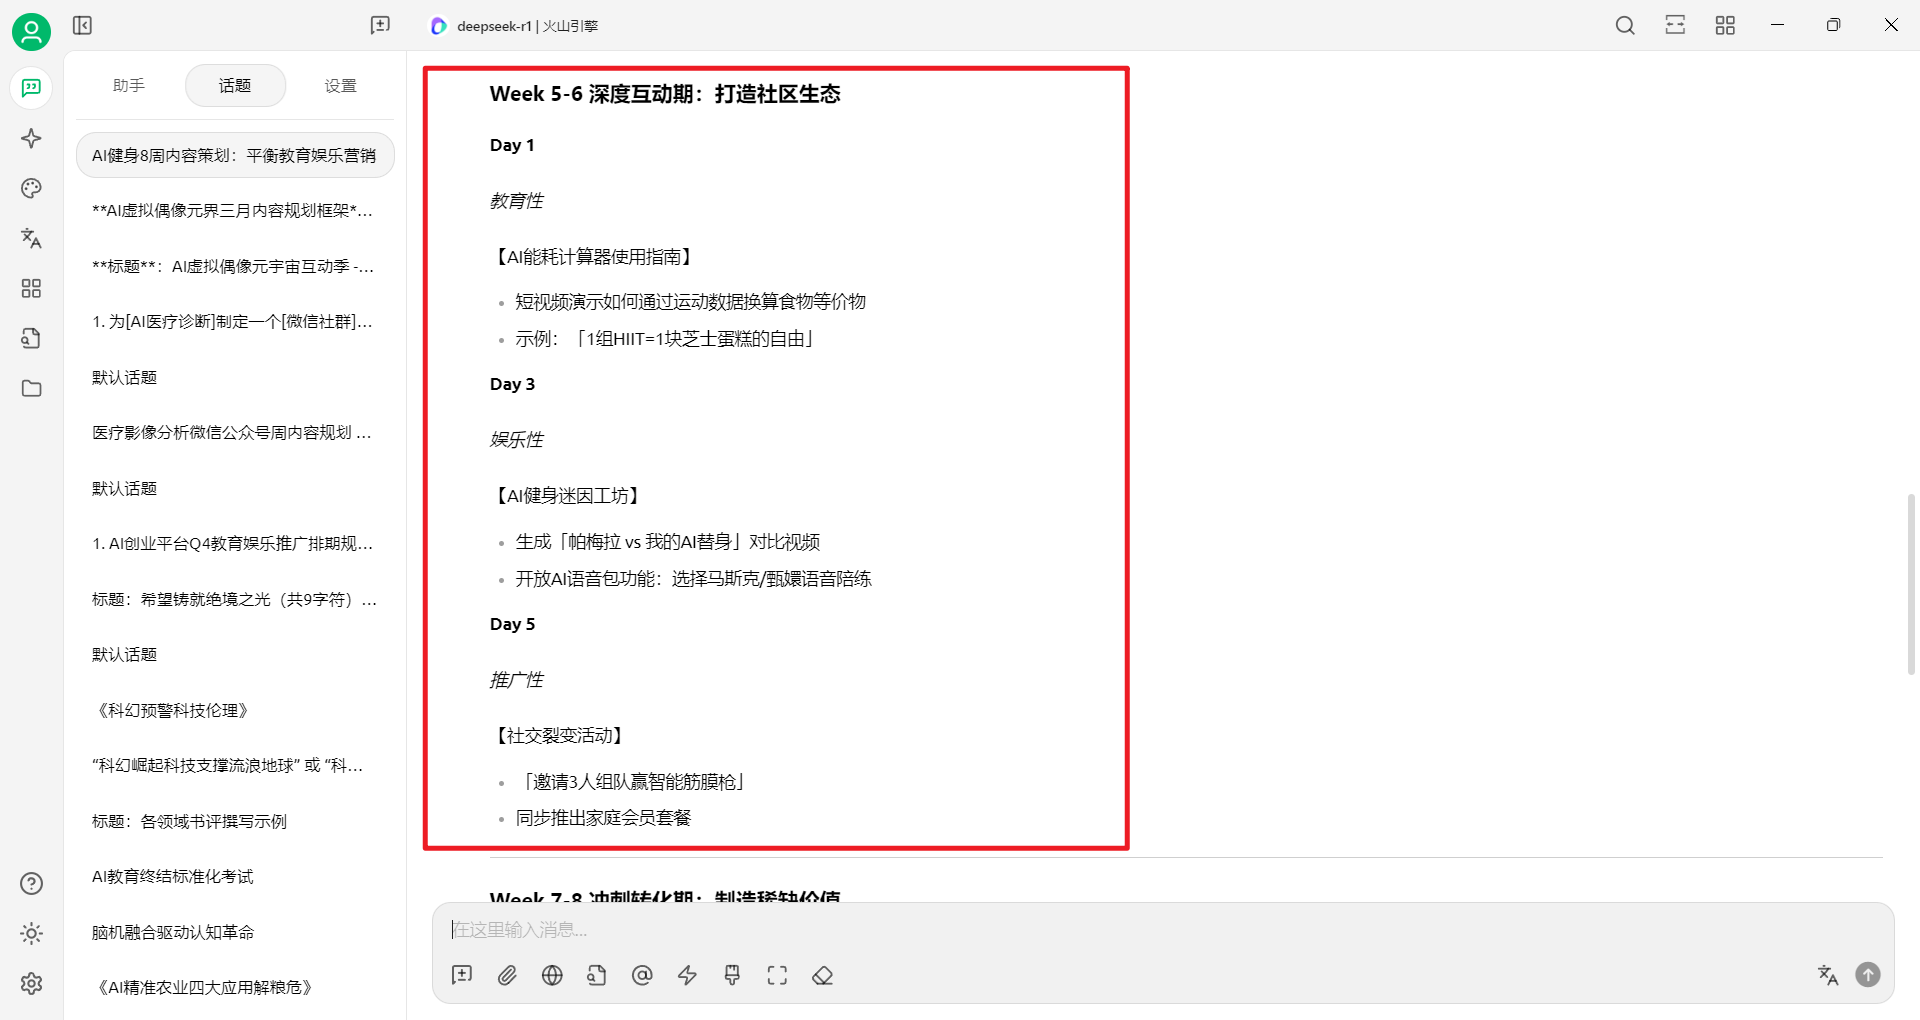 deepseek-r1 | 火山引擎
助手
话题
设置
AI健身8周内容策划：平衡教育娱乐营销
**AI虚拟偶像元界三月内容规划框架*...
**标题**：AI虚拟偶像元宇宙互动季 -...
1. 为[AI医疗诊断]制定一个[微信社群]...
默认话题
医疗影像分析微信公众号周内容规划 ...
默认话题
1. AI创业平台Q4教育娱乐推广排期规...
标题：希望铸就绝境之光（共9字符）...
默认话题
《科幻预警科技伦理》
“科幻崛起科技支撑流浪地球” 或 “科...
标题：各领域书评撰写示例
AI教育终结标准化考试
脑机融合驱动认知革命
《AI精准农业四大应用解粮危》
Week 5-6 深度互动期：打造社区生态
Day 1
教育性
【AI能耗计算器使用指南】
短视频演示如何通过运动数据换算食物等价物
示例：「1组HIIT=1块芝士蛋糕的自由」
Day 3
娱乐性
【AI健身迷因工坊】
生成「帕梅拉 vs 我的AI替身」对比视频
开放AI语音包功能：选择马斯克/甄嬛语音陪练
Day 5
推广性
【社交裂变活动】
「邀请3人组队赢智能筋膜枪」
同步推出家庭会员套餐
Week 7-8 冲刺转化期：制造稀缺价值
在这里输入消息...